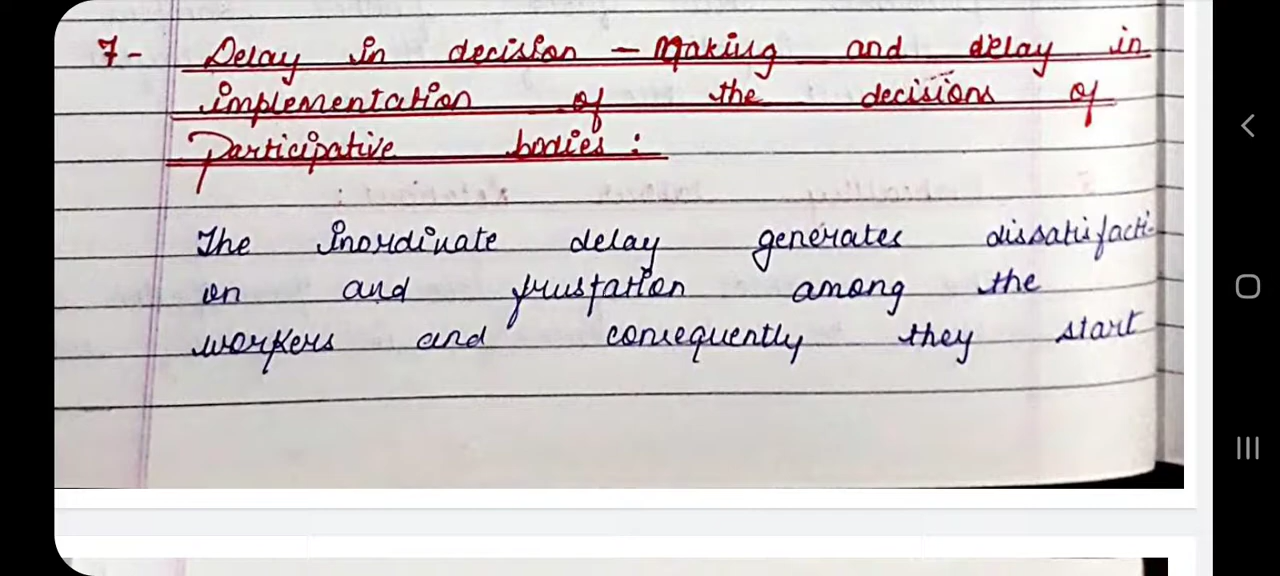 7- Delay in decision - Making and delay in
implementation of the decisions of
Participative bodies :
The inordinate delay generates dissatisfacti-
on and frustation among the
workers and consequently they start